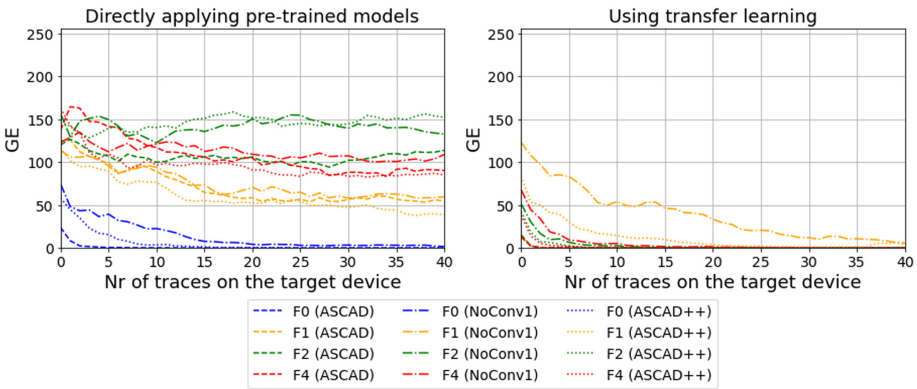 Directly applying pre-trained models
250
200
150
100
50
0
GE
0 5 10 15 20 25 30 35 40
Nr of traces on the target device
Using transfer learning
250
200
150
100
50
0
GE
0 5 10 15 20 25 30 35 40
Nr of traces on the target device
F0 (ASCAD) F0 (NoConv1) F0 (ASCAD++)
F1 (ASCAD) F1 (NoConv1) F1 (ASCAD++)
F2 (ASCAD) F2 (NoConv1) F2 (ASCAD++)
F4 (ASCAD) F4 (NoConv1) F4 (ASCAD++)